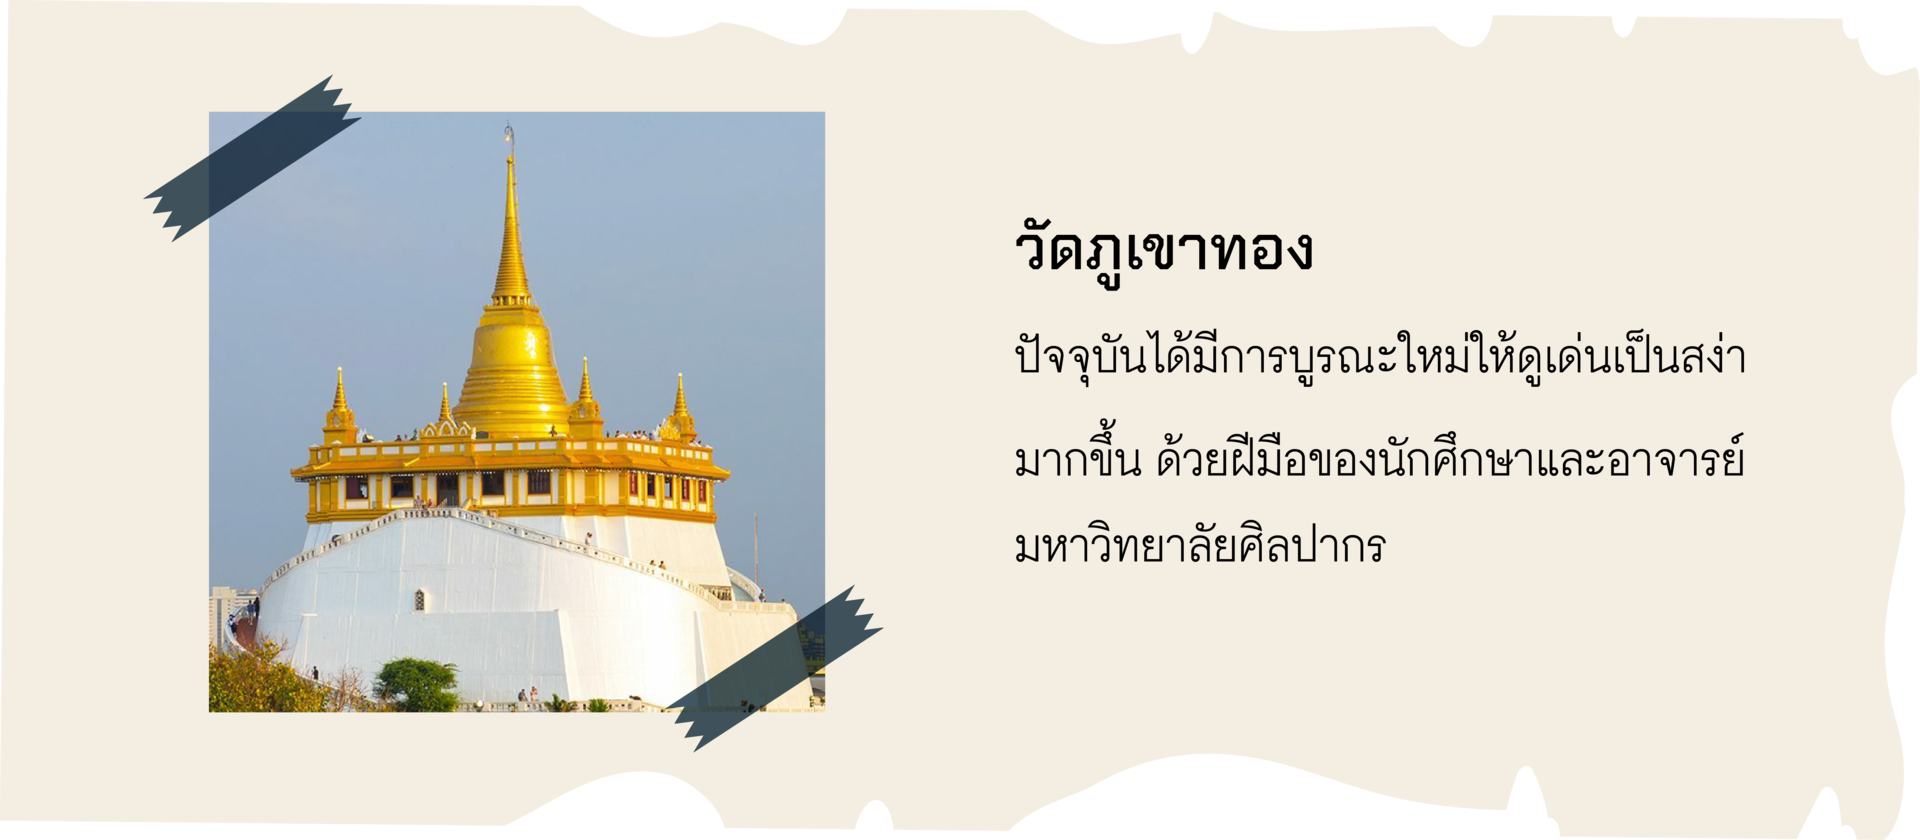 วัดภูเขาทอง
ปัจจุบันได้มีการบูรณะใหม่ให้ดูเด่นเป็นสง่า
มากขึ้น ด้วยฝีมือของนักศึกษาและอาจารย์
มหาวิทยาลัยศิลปากร